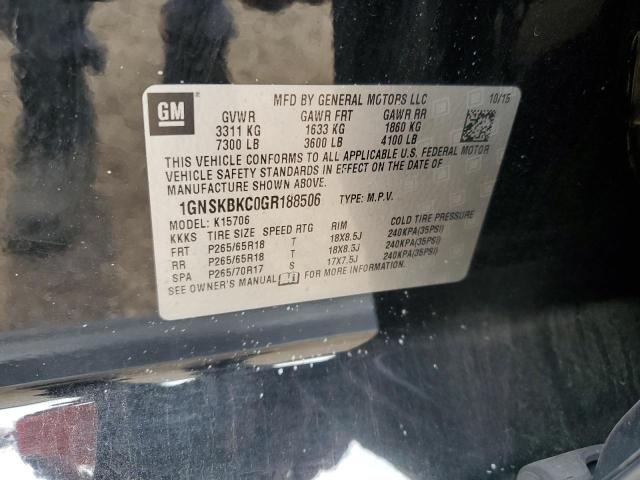 GM
MFD BY GENERAL MOTORS LLC 10/15
GVWR GAWR FRT GAWR RR
3311 KG 1633 KG 1860 KG
7300 LB 3600 LB 4100 LB
THIS VEHICLE CONFORMS TO ALL APPLICABLE U.S. FEDERAL MOTOR
VEHICLE SAFETY STANDARDS IN EFFECT ON THE DATE OF
MANUFACTURE SHOWN ABOVE.
1GNSKBKC0GR188506 TYPE: M.P.V.
MODEL: K15706
KKKS TIRE SIZE SPEED RTG RIM COLD TIRE PRESSURE
FRT P265/65R18 T 18X8.5J 240KPA(35PSI)
RR P265/65R18 T 18X8.5J 240KPA(35PSI)
SPA P265/70R17 S 17X7.5J 240KPA(35PSI)
SEE OWNER'S MANUAL FOR MORE INFORMATION.